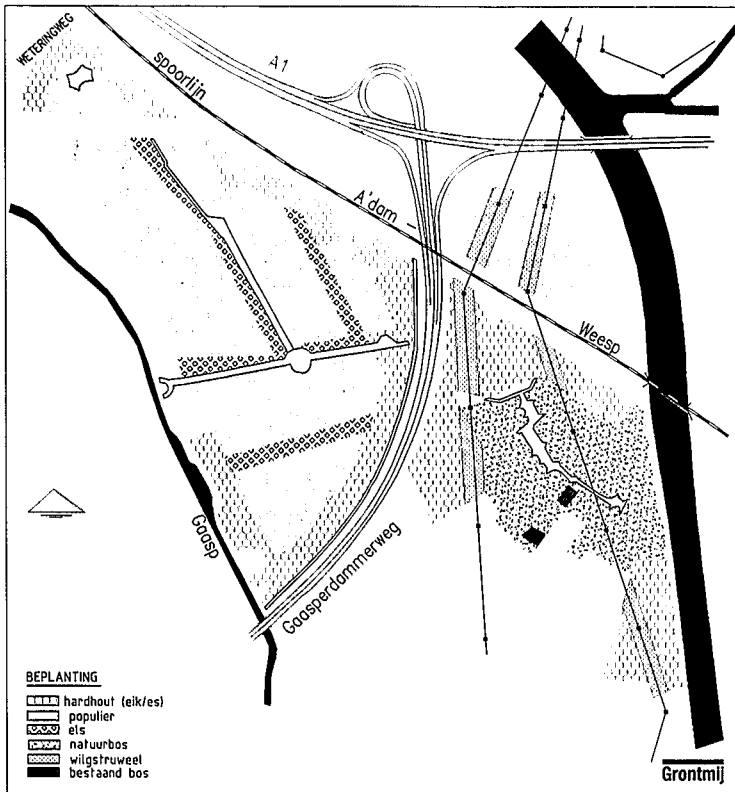 WETERINGWEG
spoorlijn
A1
A'dam –
Weesp
Gaasp
Gaasperdammerweg
BEPLANTING
hardhout (eik/es)
populier
els
natuurbos
wilgstruweel
bestaand bos
Grontmij